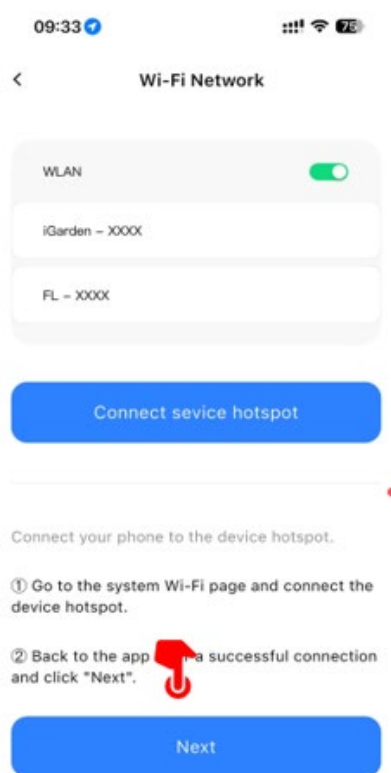 09:33
75
Wi-Fi Network
WLAN
iGarden – XXXX
FL – XXXX
Connect sevice hotspot
Connect your phone to the device hotspot.
① Go to the system Wi-Fi page and connect the
device hotspot.
② Back to the app a successful connection
and click "Next".
Next